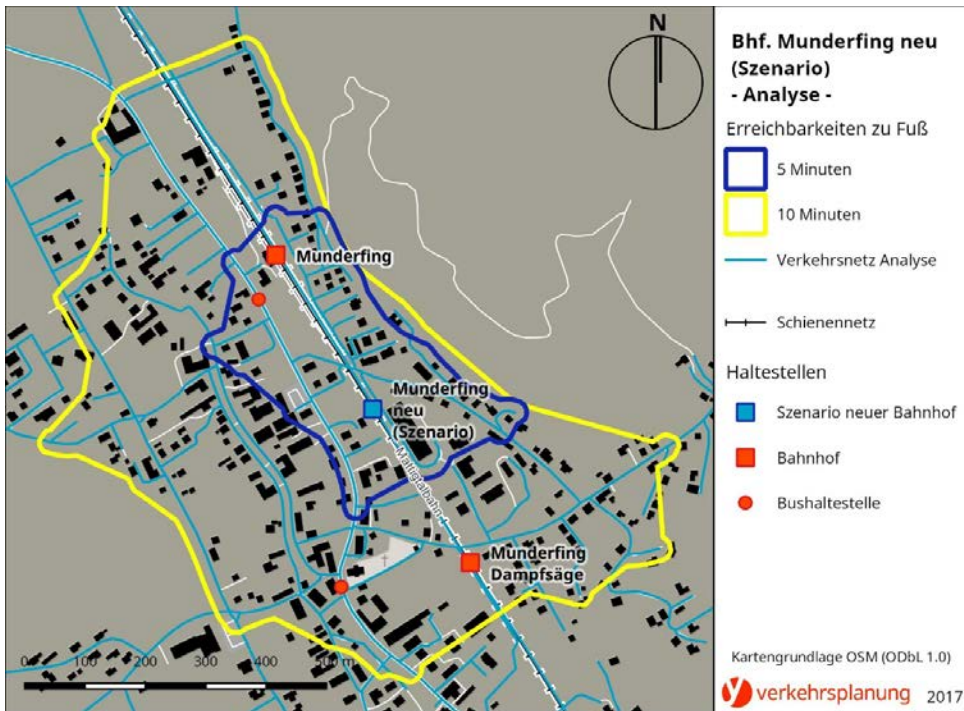 Munderfing
Munderfing
neu
(Szenario)
Mattigtalbahn
Munderfing
Dampfsäge
0 100 200 300 400 500 m
N
Bhf. Munderfing neu
(Szenario)
- Analyse -
Erreichbarkeiten zu Fuß
5 Minuten
10 Minuten
Verkehrsnetz Analyse
Schienennetz
Haltestellen
Szenario neuer Bahnhof
Bahnhof
Bushaltestelle
Kartengrundlage OSM (ODbL 1.0)
verkehrsplanung 2017